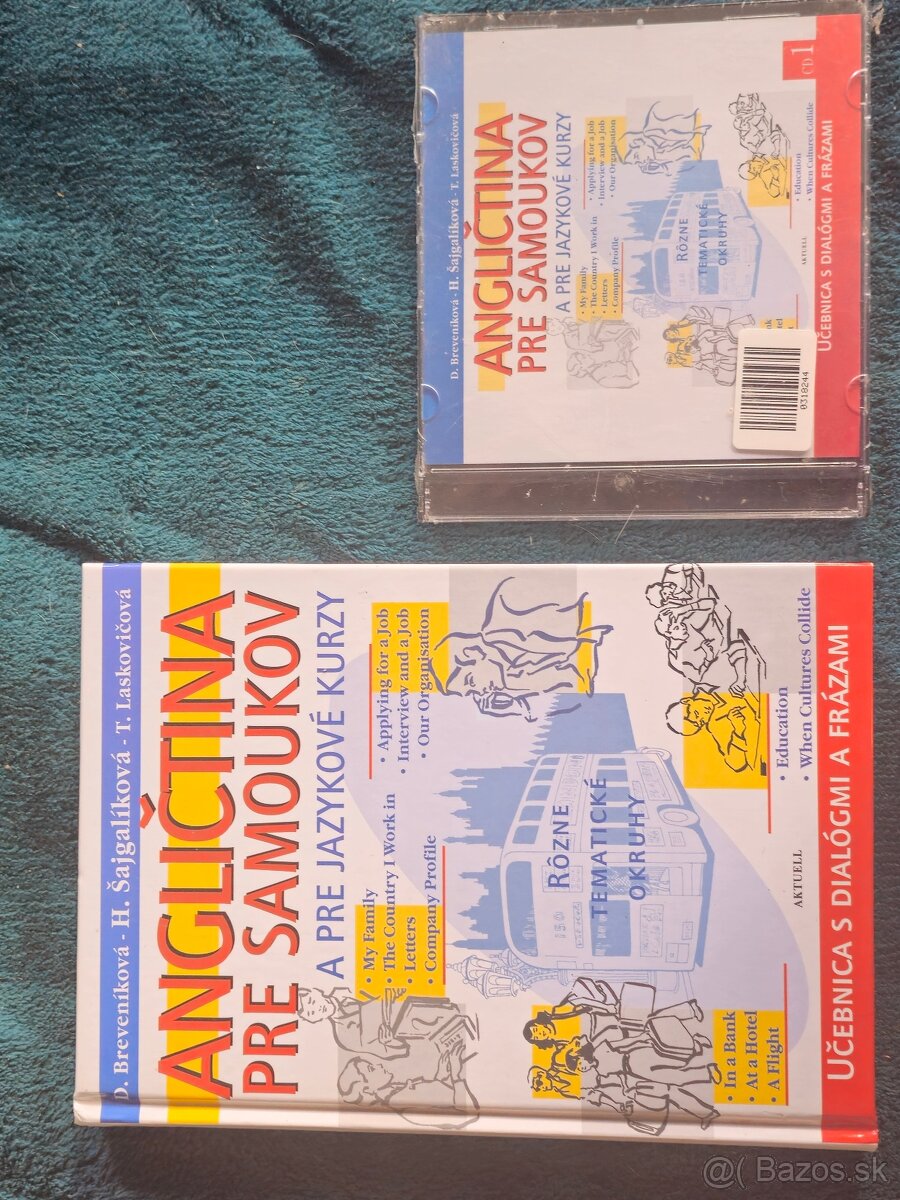 D. Breveníková · H. Šajgalíková · T. Laskovičová
ANGLIČTINA
PRE SAMOUKOV
A PRE JAZYKOVÉ KURZY
• My Family
• The Country I Work in
• Letters
• Company Profile
• Applying for a Job
• Interview and a Job
• Our Organisation
RÔZNE
TEMATICKÉ
OKRUHY
• In a Bank
• At a Hotel
• A Flight
• Education
• When Cultures Collide
AKTUELL
UČEBNICA S DIALÓGMI A FRÁZAMI
D. Breveníková · H. Šajgalíková · T. Laskovičová
ANGLIČTINA
PRE SAMOUKOV
A PRE JAZYKOVÉ KURZY
• My Family
• The Country I Work in
• Letters
• Company Profile
• Applying for a Job
• Interview and a Job
• Our Organisation
RÔZNE
TEMATICKÉ
OKRUHY
• Education
• When Cultures Collide
AKTUELL
UČEBNICA S DIALÓGMI A FRÁZAMI
CD 1
0318244
@( Bazos.sk